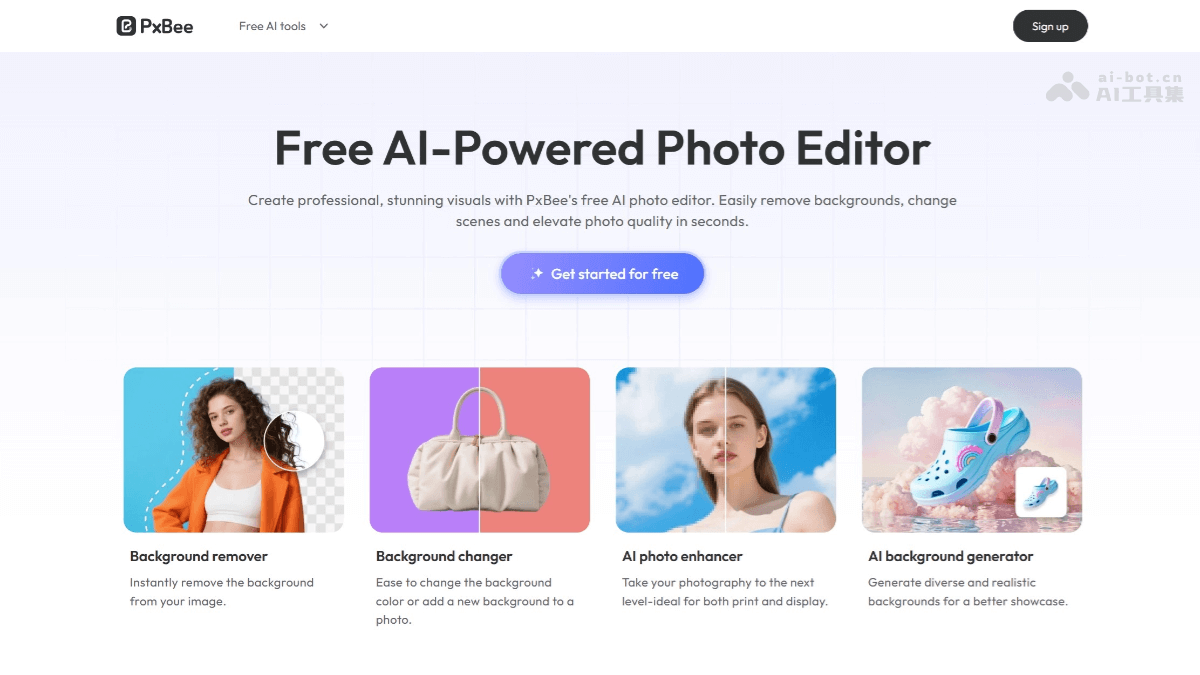 PxBee
Free AI tools
Sign up
ai-bot.cn
AI工具集
Free AI-Powered Photo Editor
Create professional, stunning visuals with PxBee's free AI photo editor. Easily remove backgrounds, change
scenes and elevate photo quality in seconds.
Get started for free
Background remover
Instantly remove the background
from your image.
Background changer
Ease to change the background
color or add a new background to a
photo.
AI photo enhancer
Take your photography to the next
level-ideal for both print and display.
AI background generator
Generate diverse and realistic
backgrounds for a better showcase.